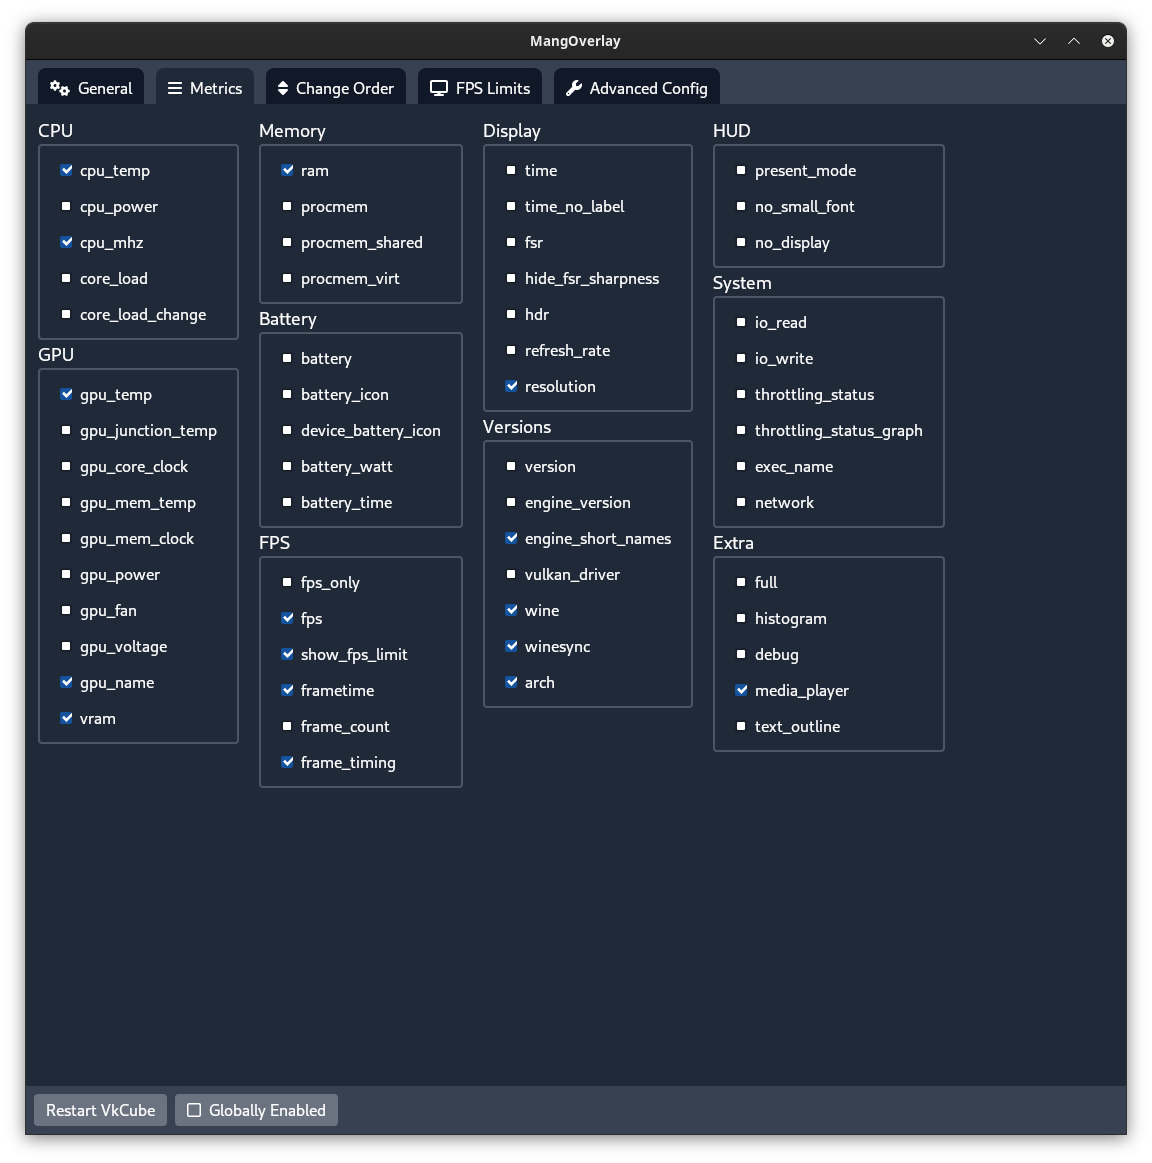 MangOverlay
General
Metrics
Change Order
FPS Limits
Advanced Config
CPU
cpu_temp
cpu_power
cpu_mhz
core_load
core_load_change
GPU
gpu_temp
gpu_junction_temp
gpu_core_clock
gpu_mem_temp
gpu_mem_clock
gpu_power
gpu_fan
gpu_voltage
gpu_name
vram
Memory
ram
procmem
procmem_shared
procmem_virt
Battery
battery
battery_icon
device_battery_icon
battery_watt
battery_time
FPS
fps_only
fps
show_fps_limit
frametime
frame_count
frame_timing
Display
time
time_no_label
fsr
hide_fsr_sharpness
hdr
refresh_rate
resolution
Versions
version
engine_version
engine_short_names
vulkan_driver
wine
winesync
arch
HUD
present_mode
no_small_font
no_display
System
io_read
io_write
throttling_status
throttling_status_graph
exec_name
network
Extra
full
histogram
debug
media_player
text_outline
Restart VkCube
Globally Enabled